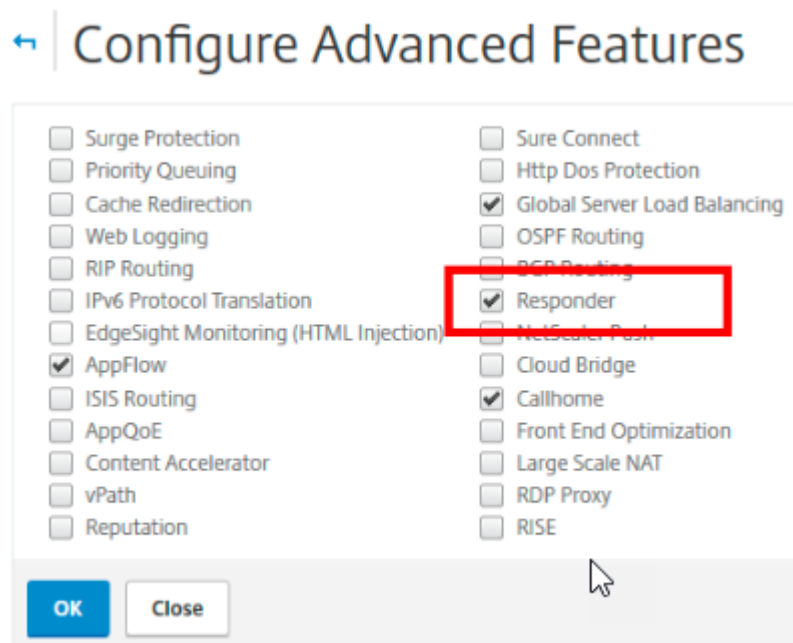 Configure Advanced Features
Surge Protection
Priority Queuing
Cache Redirection
Web Logging
RIP Routing
IPv6 Protocol Translation
EdgeSight Monitoring (HTML Injection)
AppFlow
ISIS Routing
AppQoE
Content Accelerator
vPath
Reputation
Sure Connect
Http Dos Protection
Global Server Load Balancing
OSPF Routing
BGP Routing
Responder
NetScaler Push
Cloud Bridge
Callhome
Front End Optimization
Large Scale NAT
RDP Proxy
RISE
OK
Close